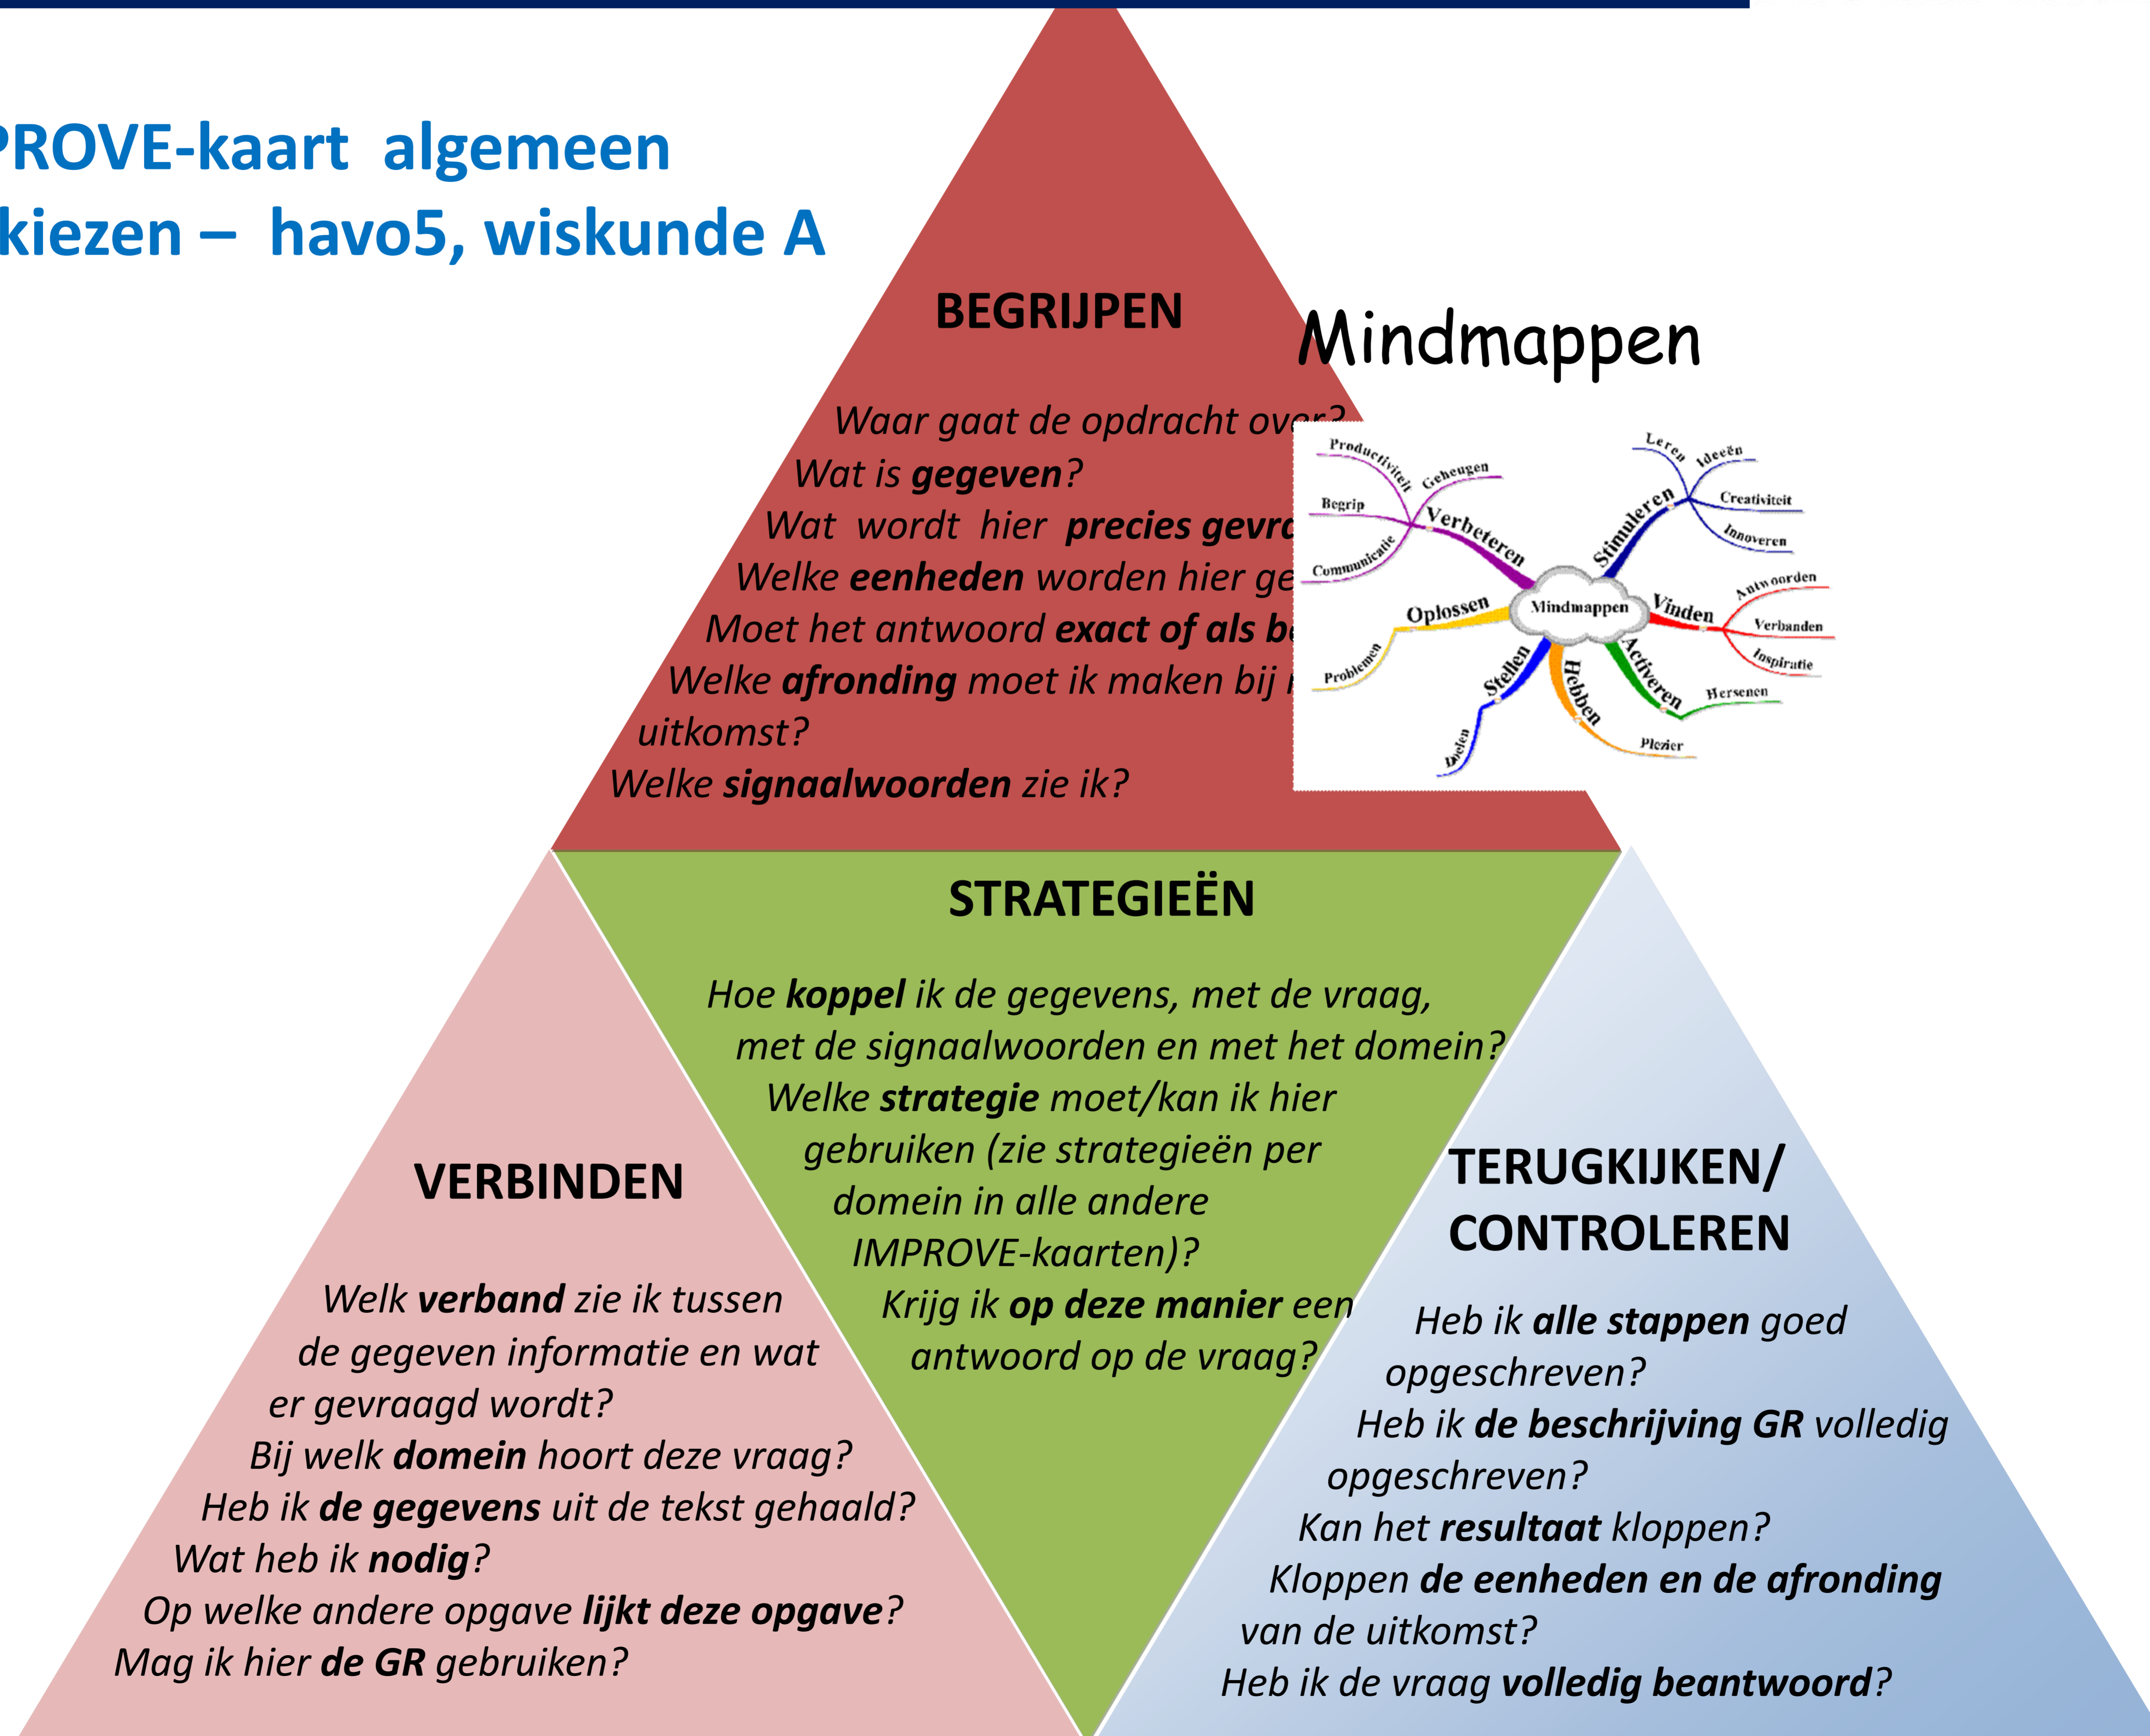 PROVE-kaart algemeen
kiezen – havo5, wiskunde A
BEGRIJPEN
Waar gaat de opdracht over?
Wat is gegeven?
Wat wordt hier precies
Welke eenheden worden hier
Moet het antwoord exact of als
Welke afronding moet ik maken bij
uitkomst?
Welke signaalwoorden zie ik?
Mindmappen
Productiviteit
Geheugen
Begrip
Communicatie
Verbeteren
Leren
Ideeën
Creativiteit
Innoveren
Stimuleren
Mindmappen
Oplossen
Problemen
Vinden
Antwoorden
Verbanden
Inspiratie
Stellen
Doelen
Hebben
Plezier
Activeren
Hersenen
STRATEGIEËN
Hoe koppel ik de gegevens, met de vraag,
met de signaalwoorden en met het domein?
Welke strategie moet/kan ik hier
gebruiken (zie strategieën per
domein in alle andere
IMPROVE-kaarten)?
Krijg ik op deze manier een
antwoord op de vraag?
VERBINDEN
Welk verband zie ik tussen
de gegeven informatie en wat
er gevraagd wordt?
Bij welk domein hoort deze vraag?
Heb ik de gegevens uit de tekst gehaald?
Wat heb ik nodig?
Op welke andere opgave lijkt deze opgave?
Mag ik hier de GR gebruiken?
TERUGKIJKEN/
CONTROLEREN
Heb ik alle stappen goed
opgeschreven?
Heb ik de beschrijving GR volledig
opgeschreven?
Kan het resultaat kloppen?
Kloppen de eenheden en de afronding
van de uitkomst?
Heb ik de vraag volledig beantwoord?